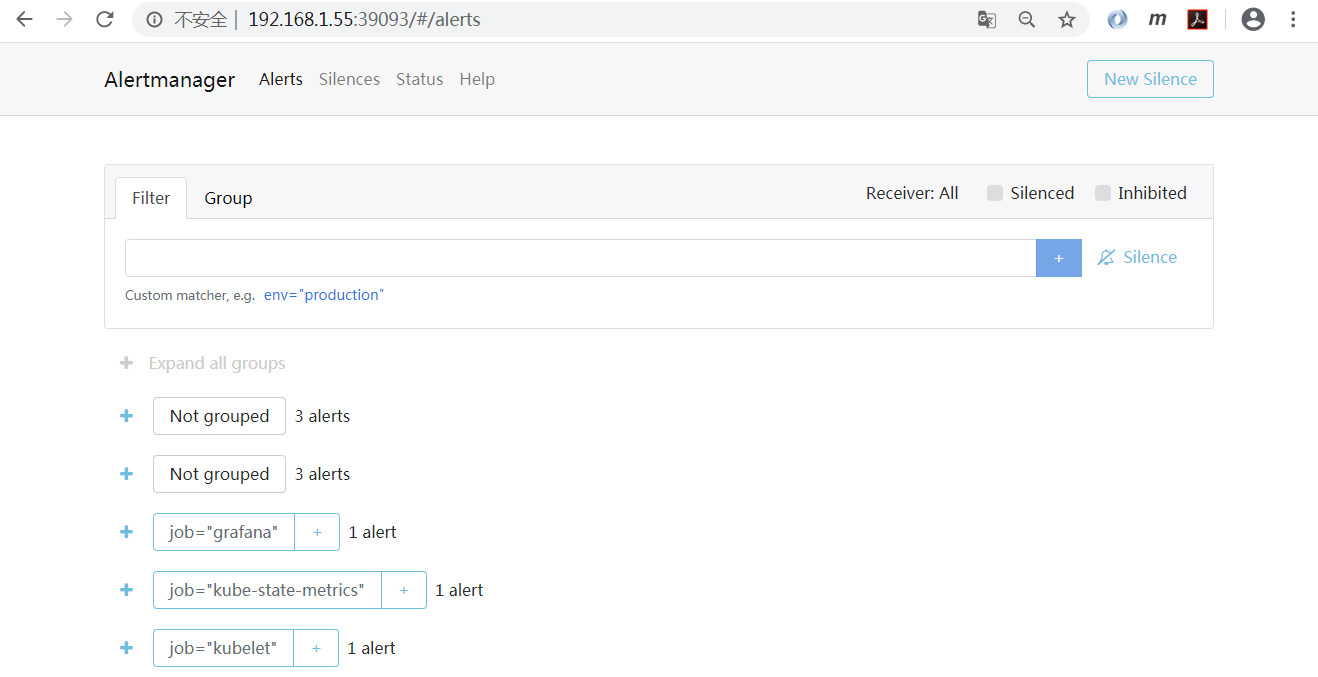 不安全 | 192.168.1.55:39093/#/alerts
Alertmanager Alerts Silences Status Help New Silence
Filter Group Receiver: All Silenced Inhibited
+ Silence
Custom matcher, e.g. env="production"
+ Expand all groups
+ Not grouped 3 alerts
+ Not grouped 3 alerts
+ job="grafana" + 1 alert
+ job="kube-state-metrics" + 1 alert
+ job="kubelet" + 1 alert